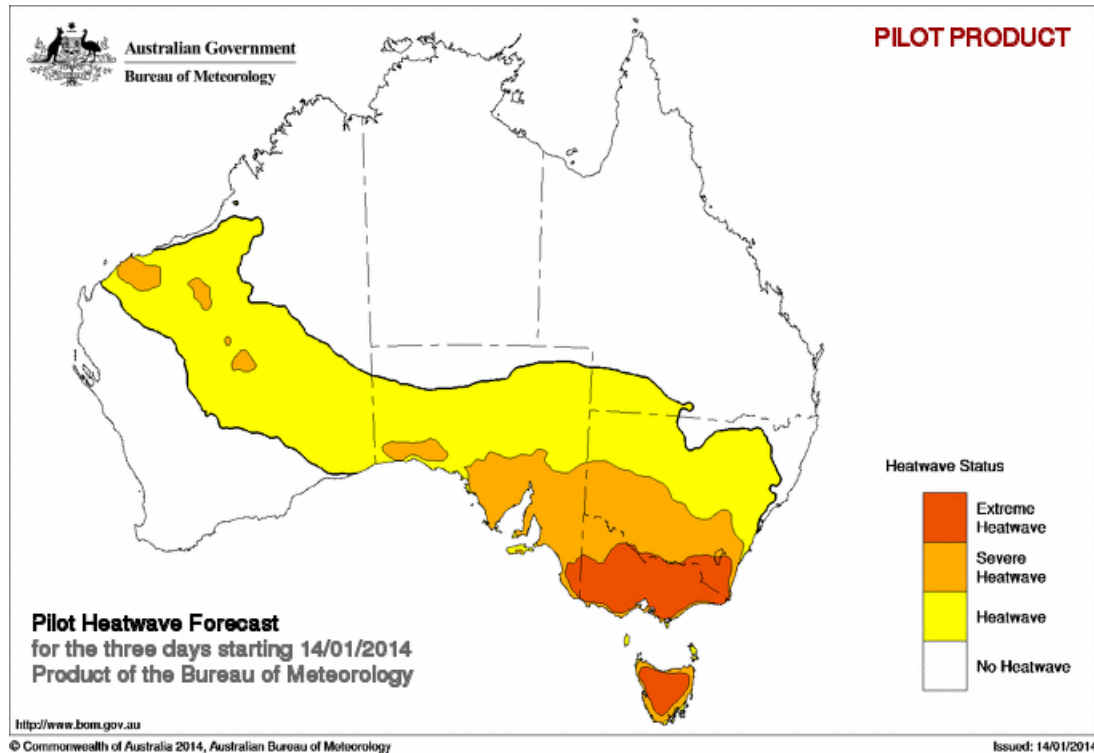 Australian Government
Bureau of Meteorology
PILOT PRODUCT
Heatwave Status
Extreme
Heatwave
Severe
Heatwave
Heatwave
No Heatwave
Pilot Heatwave Forecast
for the three days starting 14/01/2014
Product of the Bureau of Meteorology
http://www.bom.gov.au
© Commonwealth of Australia 2014, Australian Bureau of Meteorology
Issued: 14/01/2014